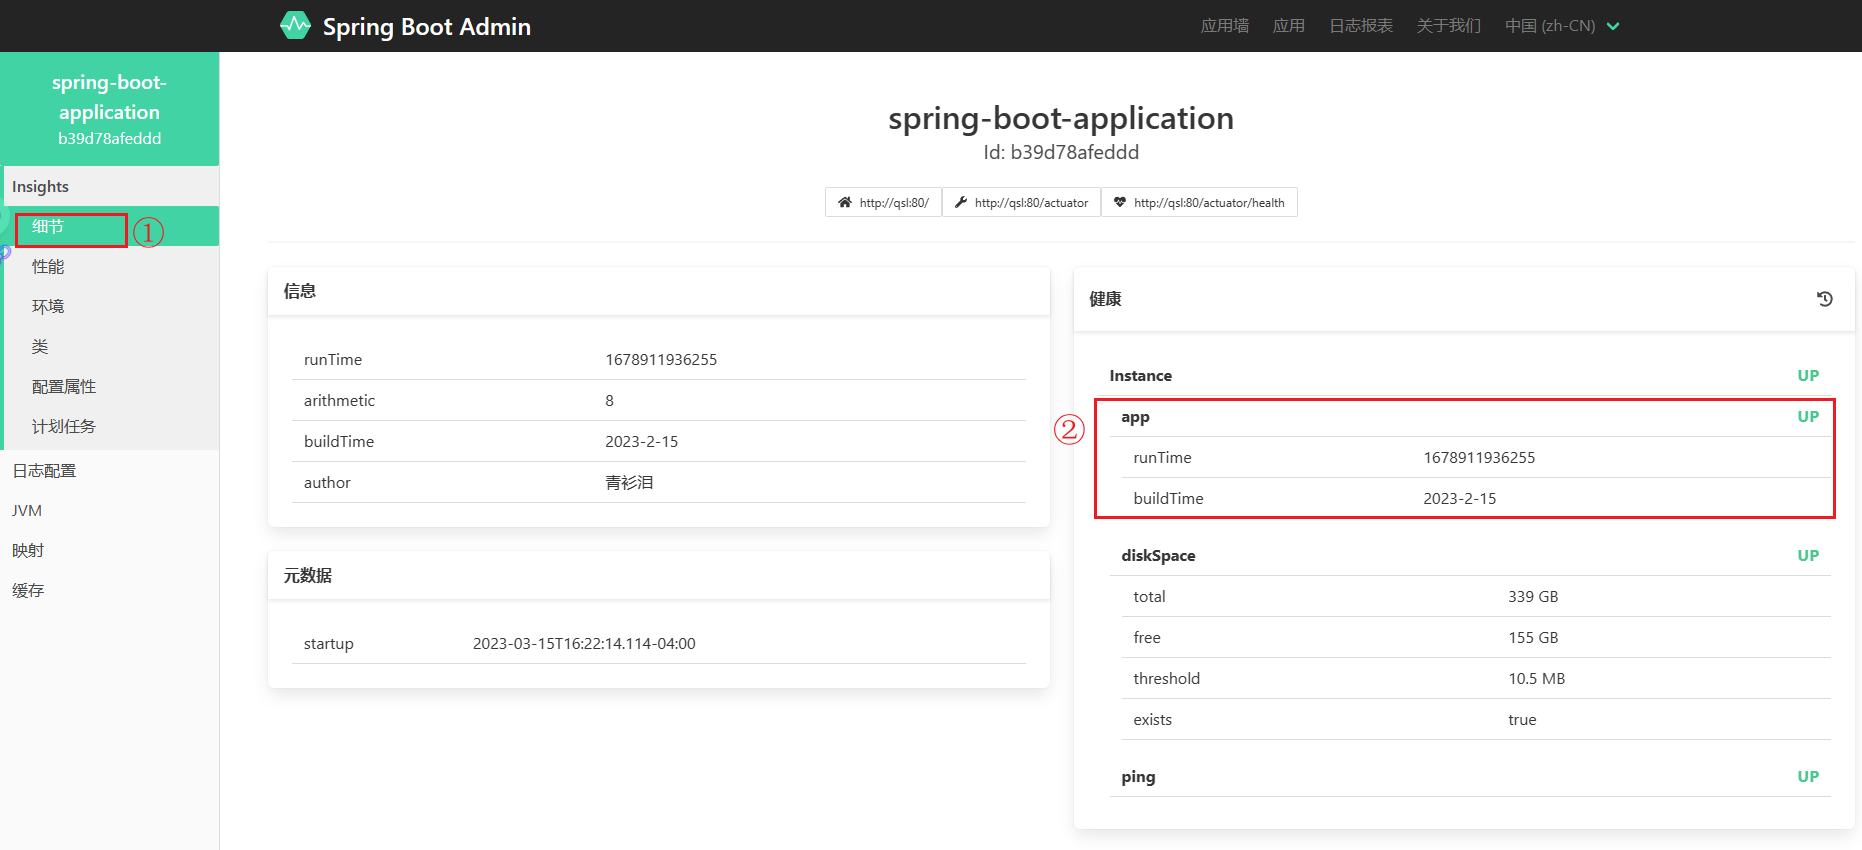 Spring Boot Admin
应用墙 应用 日志报表 关于我们 中国 (zh-CN)
spring-boot-
application
b39d78afeddd
Insights
细节 ①
性能
环境
类
配置属性
计划任务
日志配置
JVM
映射
缓存
spring-boot-application
Id: b39d78afeddd
http://qsl:80/ http://qsl:80/actuator http://qsl:80/actuator/health
信息
runTime 1678911936255
arithmetic 8
buildTime 2023-2-15
author 青衫泪
元数据
startup 2023-03-15T16:22:14.114-04:00
健康
Instance UP
② app UP
runTime 1678911936255
buildTime 2023-2-15
diskSpace UP
total 339 GB
free 155 GB
threshold 10.5 MB
exists true
ping UP